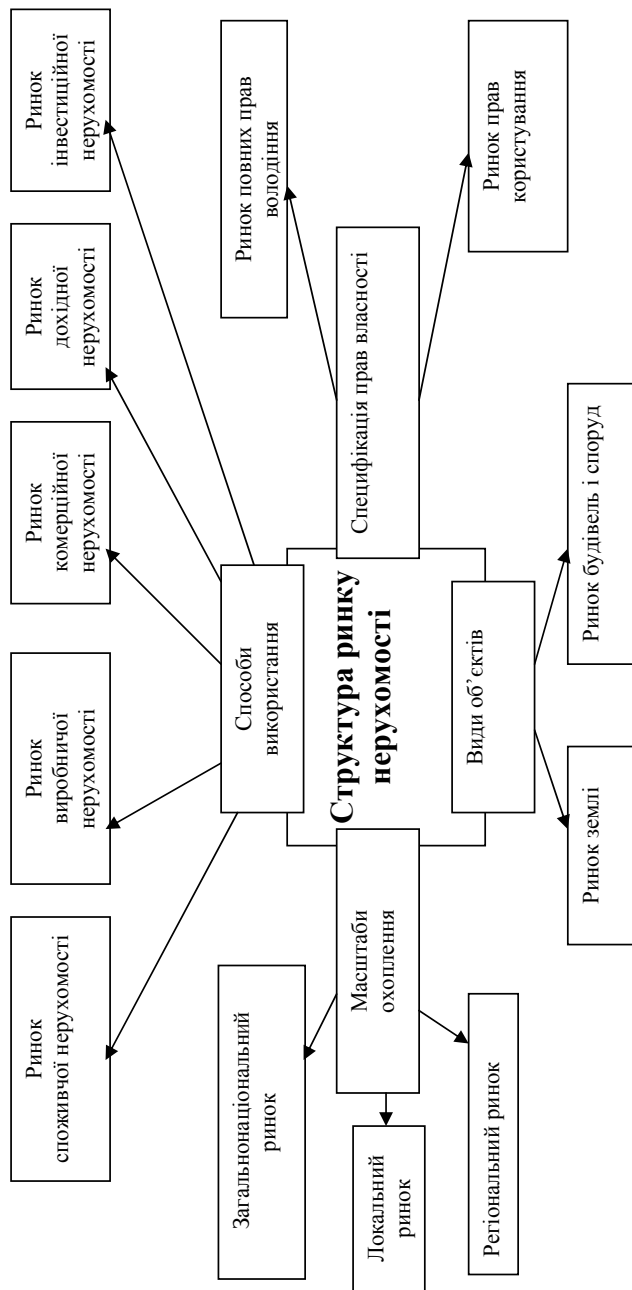 Ринок
споживчої нерухомості
Ринок
виробничої
нерухомості
Ринок
комерційної
нерухомості
Ринок
дохідної
нерухомості
Ринок
інвестиційної
нерухомості
Способи
використання
Загальнонаціональний
ринок
Локальний
ринок
Регіональний ринок
Масштаби
охоплення
Структура ринку
нерухомості
Специфікація прав власності
Ринок повних прав
володіння
Ринок прав
користування
Види об’єктів
Ринок землі
Ринок будівель і споруд